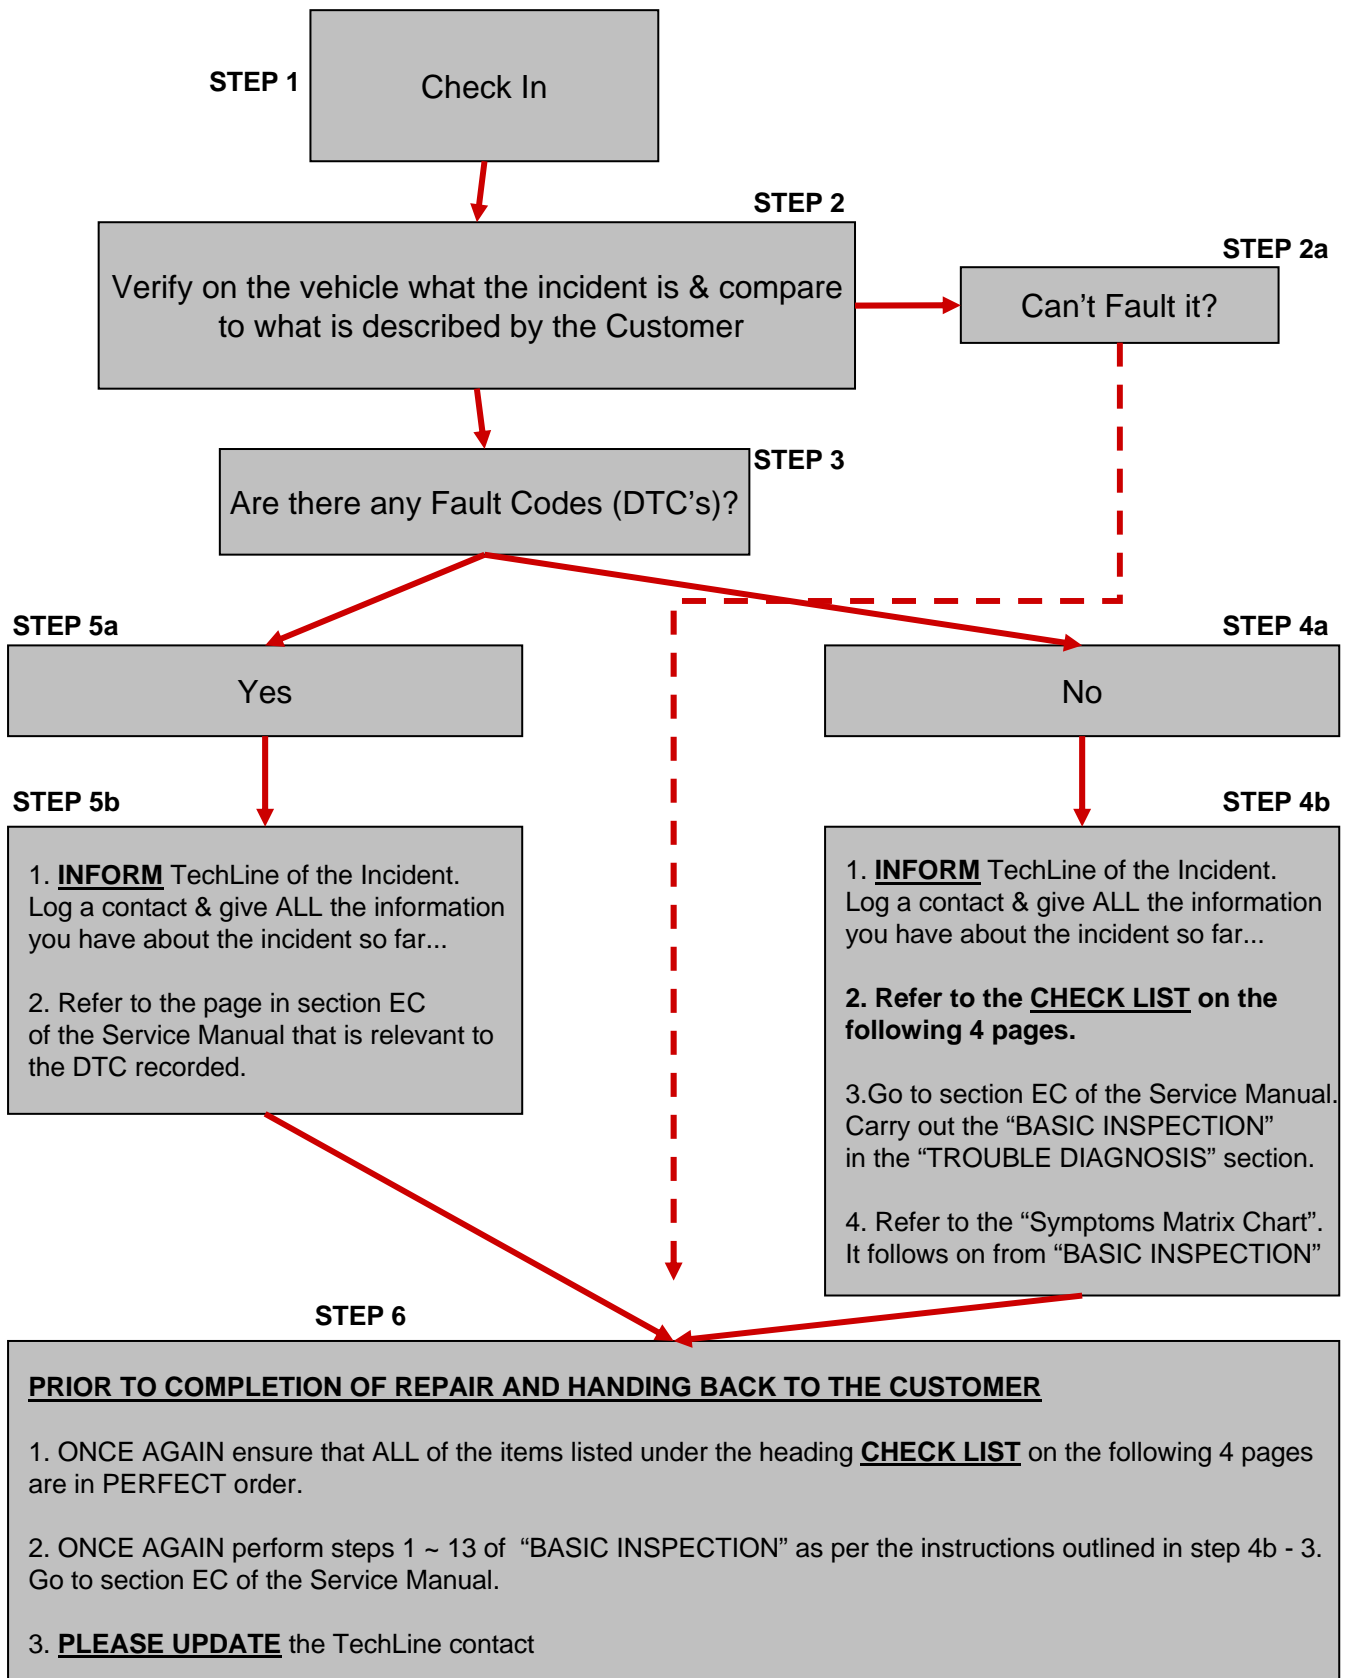 STEP 1
Check In
STEP 2
Verify on the vehicle what the incident is & compare
to what is described by the Customer
STEP 2a
Can’t Fault it?
STEP 3
Are there any Fault Codes (DTC’s)?
STEP 5a
Yes
STEP 4a
No
STEP 5b
1. INFORM TechLine of the Incident.
Log a contact & give ALL the information
you have about the incident so far...
2. Refer to the page in section EC
of the Service Manual that is relevant to
the DTC recorded.
STEP 4b
1. INFORM TechLine of the Incident.
Log a contact & give ALL the information
you have about the incident so far...
2. Refer to the CHECK LIST on the
following 4 pages.
3.Go to section EC of the Service Manual.
Carry out the “BASIC INSPECTION”
in the “TROUBLE DIAGNOSIS” section.
4. Refer to the “Symptoms Matrix Chart”.
It follows on from “BASIC INSPECTION”
STEP 6
PRIOR TO COMPLETION OF REPAIR AND HANDING BACK TO THE CUSTOMER
1. ONCE AGAIN ensure that ALL of the items listed under the heading CHECK LIST on the following 4 pages
are in PERFECT order.
2. ONCE AGAIN perform steps 1 ~ 13 of “BASIC INSPECTION” as per the instructions outlined in step 4b - 3.
Go to section EC of the Service Manual.
3. PLEASE UPDATE the TechLine contact